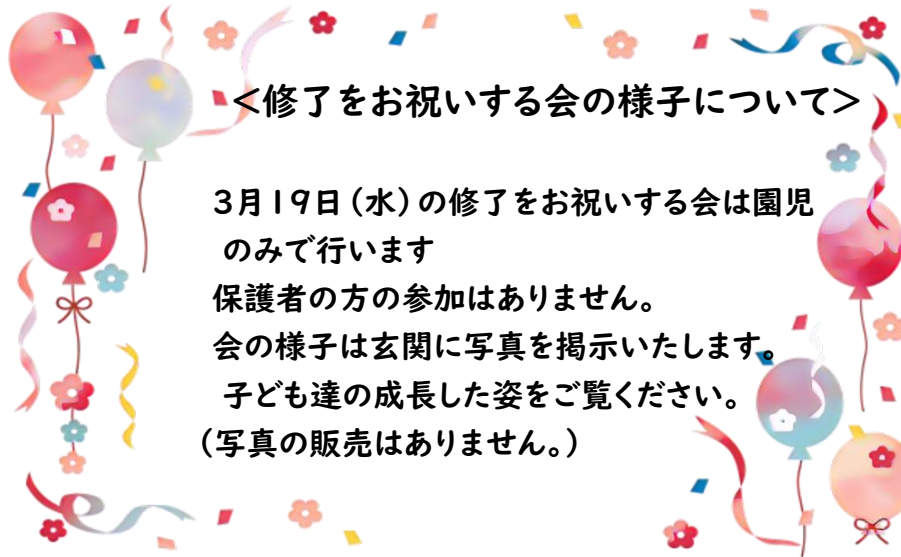 <修了をお祝いする会の様子について>
3月19日(水)の修了をお祝いする会は園児
のみで行います
保護者の方の参加はありません。
会の様子は玄関に写真を掲示いたします。
子ども達の成長した姿をご覧ください。
(写真の販売はありません。)